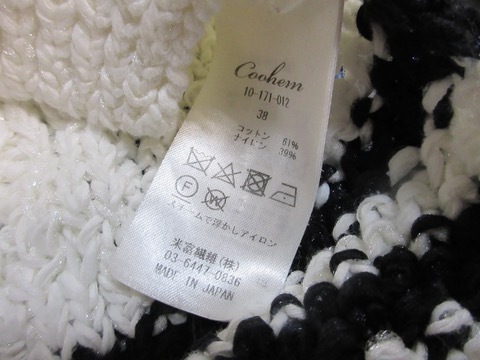 Coohem
10-171-012
38
コットン 61%
ナイロン 39%
F W
スチームで浮かしアイロン
米富繊維(株)
03-6447-0836
MADE IN JAPAN